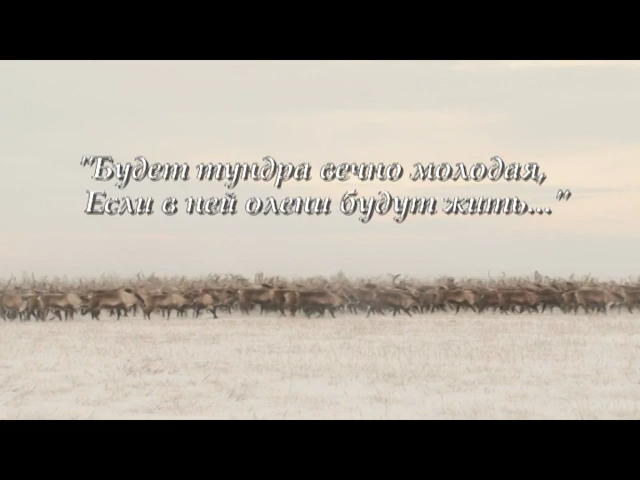 "Будет тундра вечно молодая,
Если в ней олени будут жить..."